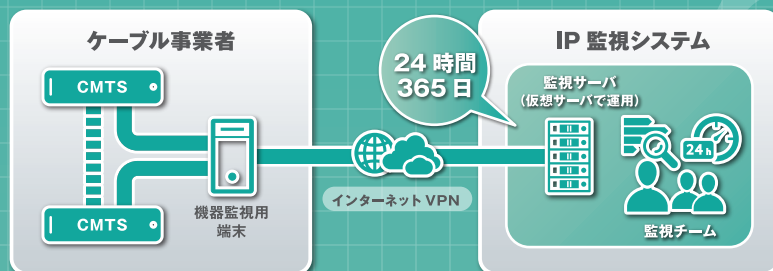 ケーブル事業者
CMTS
CMTS
機器監視用
端末
インターネット VPN
24 時間
365 日
IP 監視システム
監視サーバ
(仮想サーバで運用)
24h
監視チーム